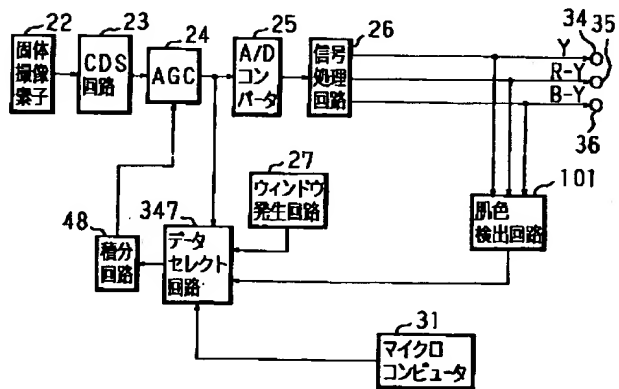 22
固体
撮像
素子
23
CDS
回路
24
AGC
25
A/D
コン
バータ
26
信号
処理
回路
Y
34
35
R-Y
B-Y
36
27
ウィンドウ
発生回路
101
肌色
検出回路
48
積分
回路
347
データ
セレクト
回路
31
マイクロ
コンピュータ